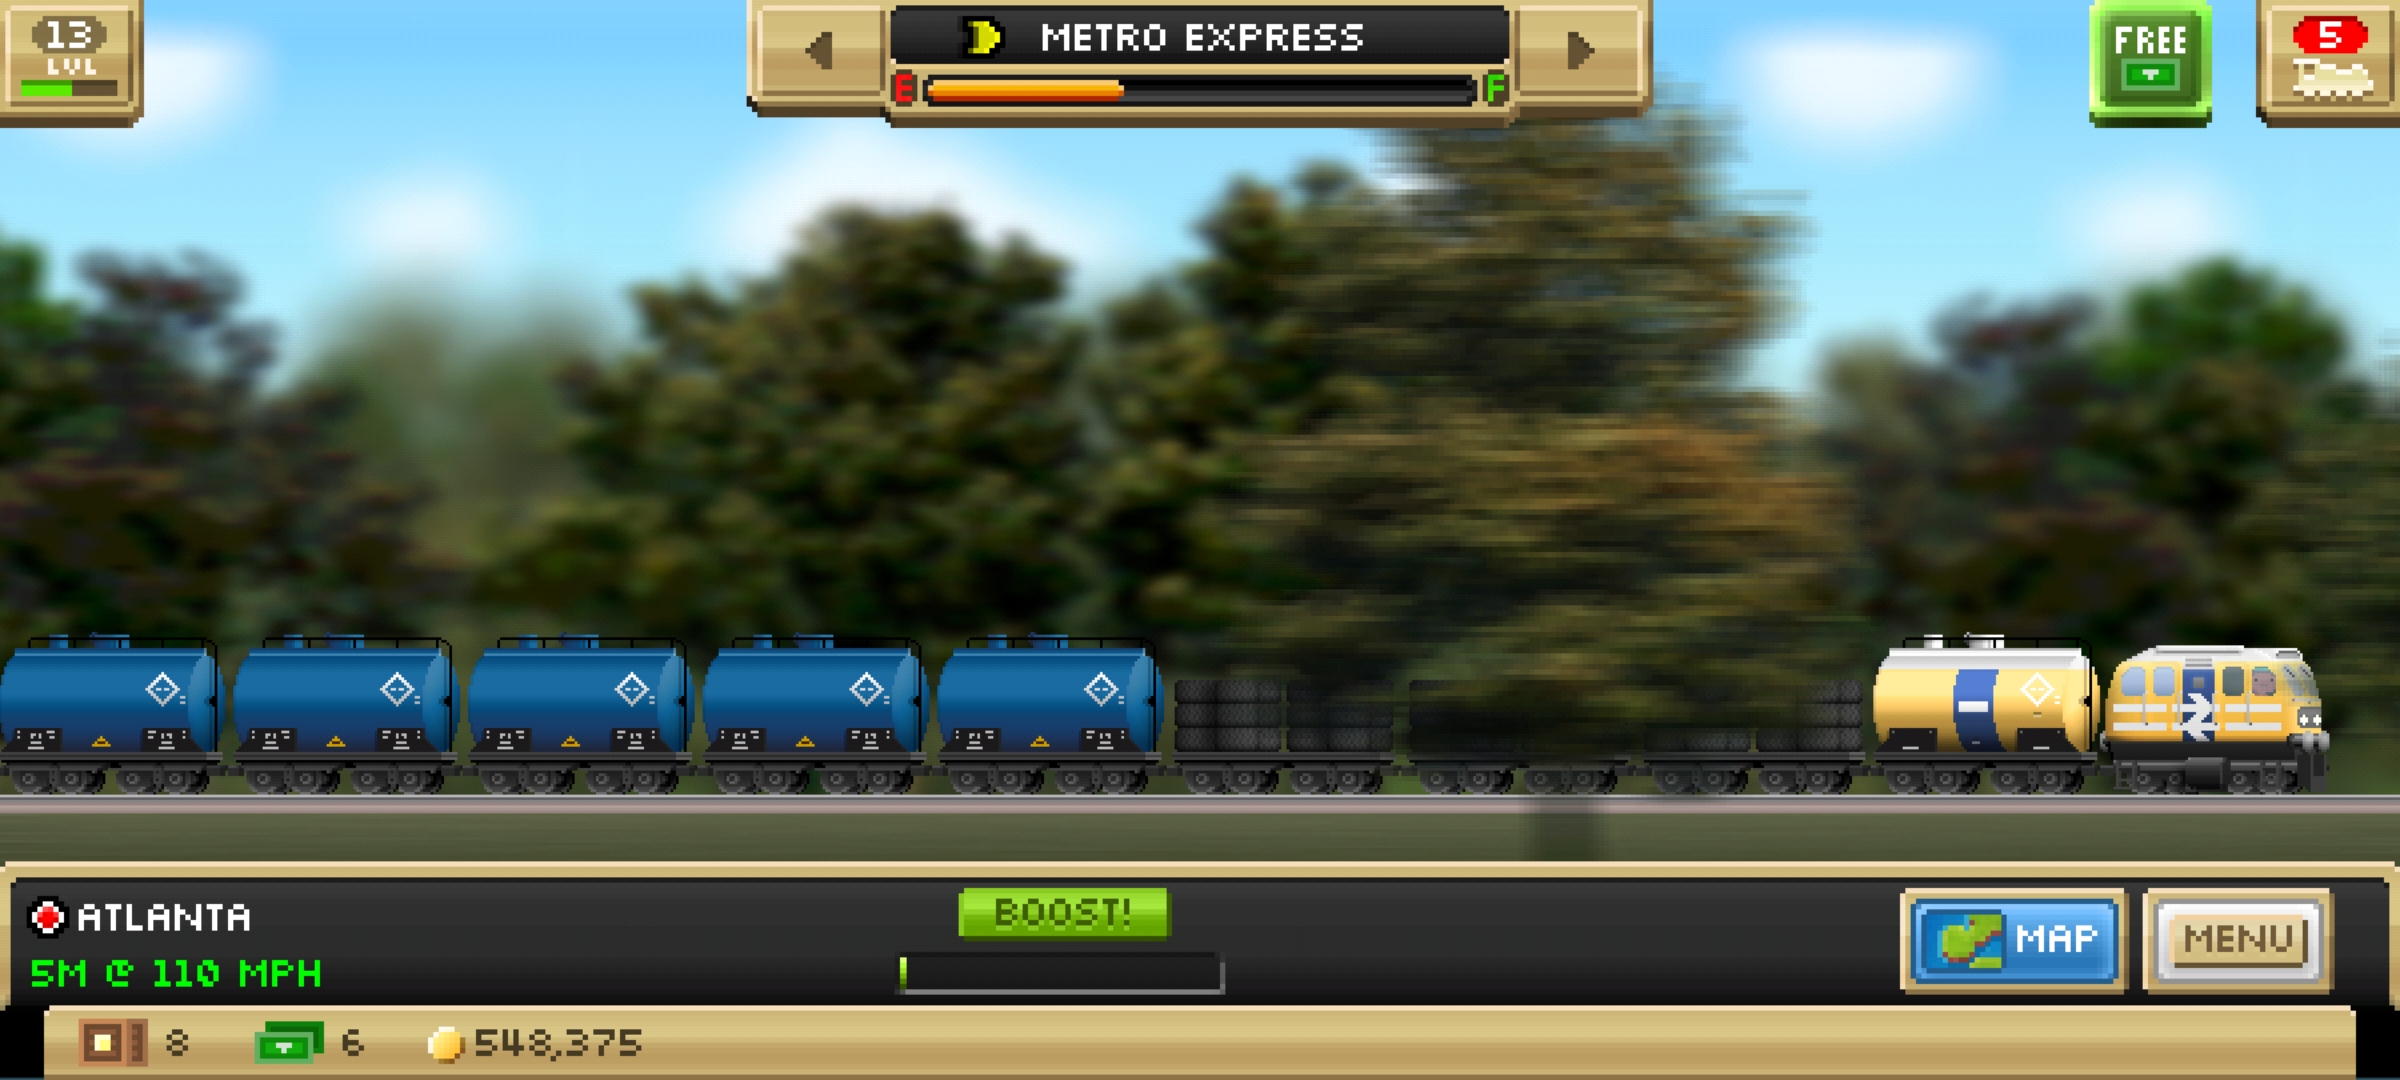 13
LVL
METRO EXPRESS
E
F
FREE
5
ATLANTA
5M @ 110 MPH
BOOST!
MAP
MENU
8
6
548,375